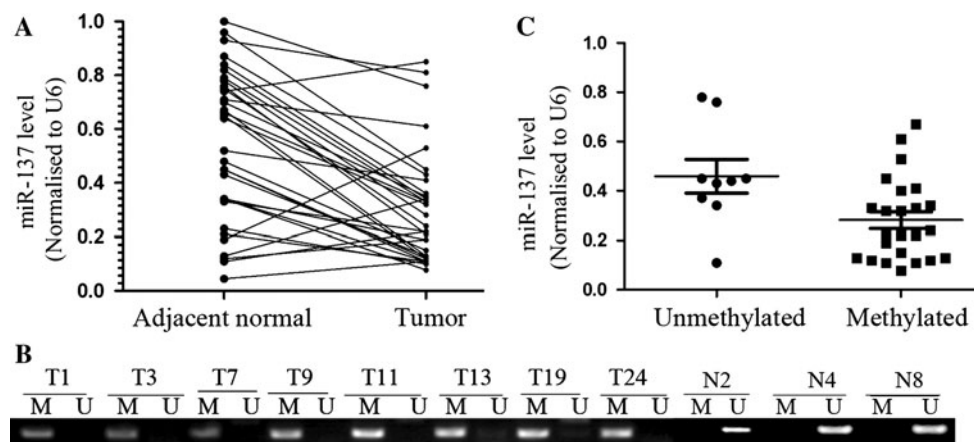 A
miR-137 level
(Normalised to U6)
1.0
0.8
0.6
0.4
0.2
0.0
Adjacent normal Tumor
C
miR-137 level
(Normalised to U6)
1.0
0.8
0.6
0.4
0.2
0.0
Unmethylated Methylated
B
T1 T3 T7 T9 T11 T13 T19 T24 N2 N4 N8
M U M U M U M U M U M U M U M U M U M U M U